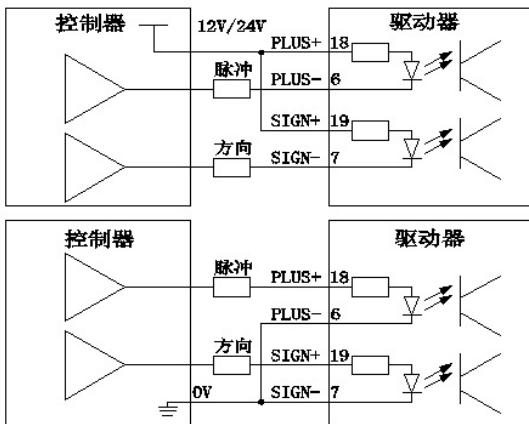 控制器 12V/24V 驱动器
PLUS+ 18
脉冲 PLUS- 6
SIGN+ 19
方向 SIGN- 7
控制器 驱动器
脉冲 PLUS+ 18
PLUS- 6
方向 SIGN+ 19
0V SIGN- 7